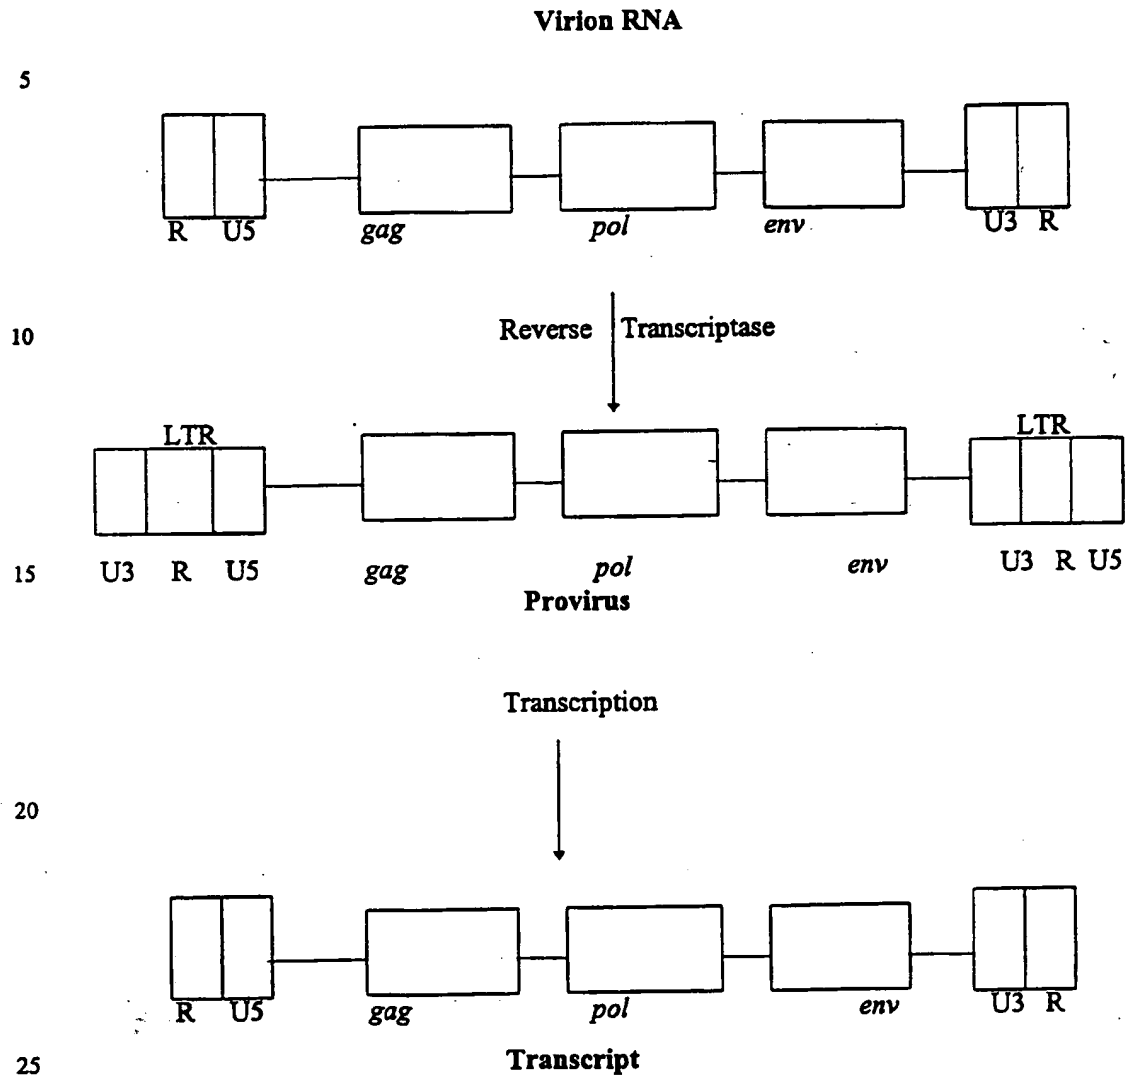 Virion RNA
5
R U5 gag pol env U3 R
10 Reverse Transcriptase
LTR LTR
15 U3 R U5 gag pol env U3 R U5
Provirus
Transcription
20
R U5 gag pol env U3 R
25 Transcript